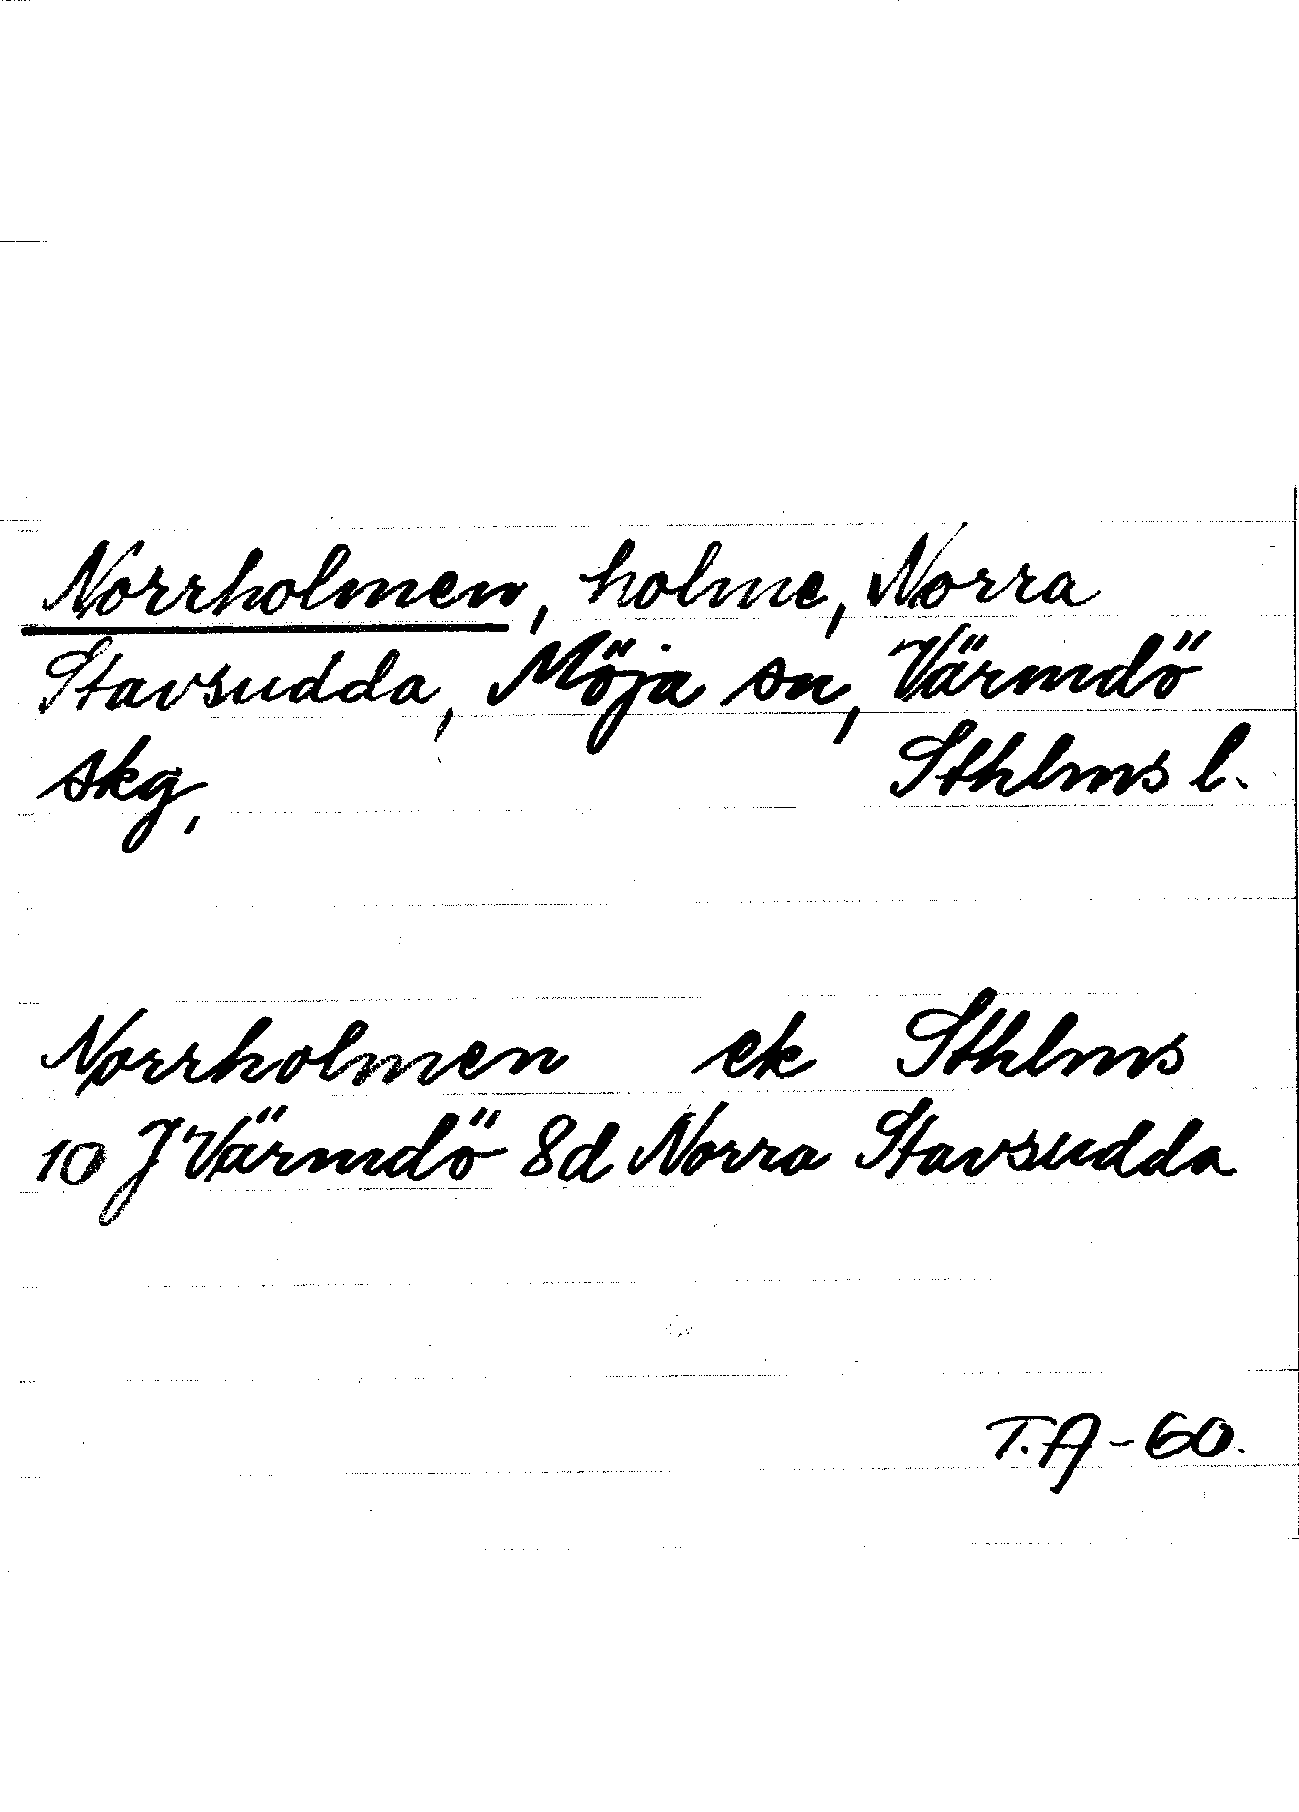 Norrholmen, holme, Norra
Stavsudda, Möja sn, Värmdö
skg, Sthlms l.
Norrholmen ek Sthlms
10 J Värmdö 8d Norra Stavsudda
T.A-60.